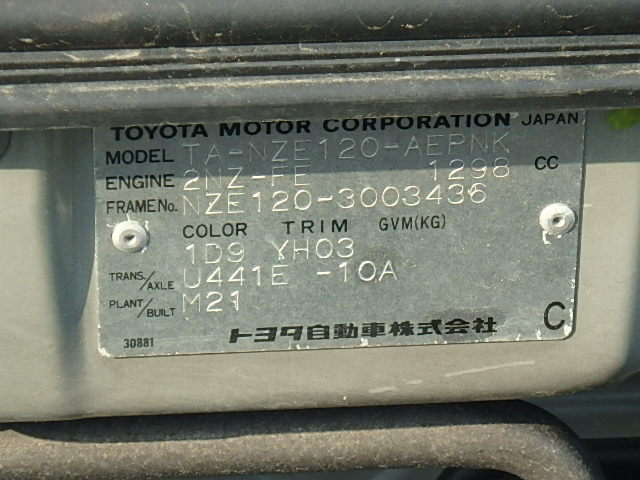 TOYOTA MOTOR CORPORATION JAPAN
MODEL TA-NZE120-AEPNK
ENGINE 2NZ-FE 1298 CC
FRAME No. NZE120-3003436
COLOR TRIM GVM(KG)
1D9 YH03
TRANS./AXLE U441E -10A
PLANT/BUILT M21
トヨタ自動車株式会社 C
30881